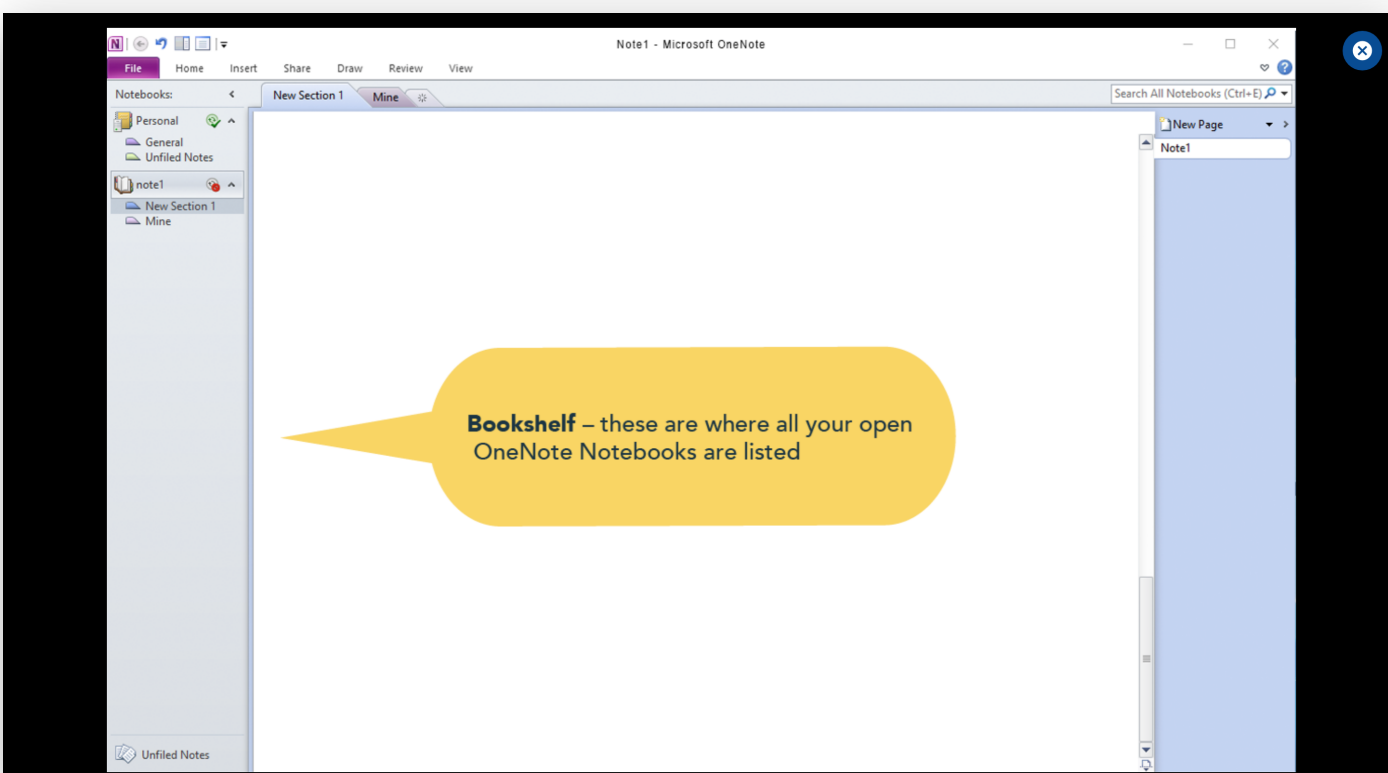 Note1 - Microsoft OneNote
File Home Insert Share Draw Review View
Notebooks:
New Section 1 Mine
Search All Notebooks (Ctrl+E)
Personal
General
Unfiled Notes
note1
New Section 1
Mine
New Page
Note1
Bookshelf – these are where all your open
OneNote Notebooks are listed
Unfiled Notes